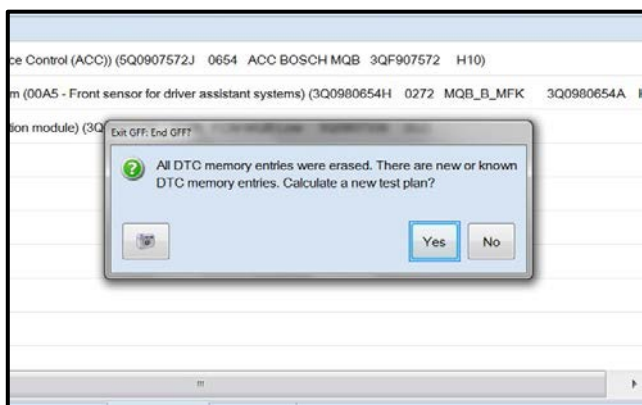 ce Control (ACC)) (5Q0907572J 0654 ACC BOSCH MQB 3QF907572 H10)
m (00A5 - Front sensor for driver assistant systems) (3Q0980654H 0272 MQB_B_MFK 3Q0980654A
tion module) (3Q
Exit GFF: End GFF?
All DTC memory entries were erased. There are new or known
DTC memory entries. Calculate a new test plan?
Yes No